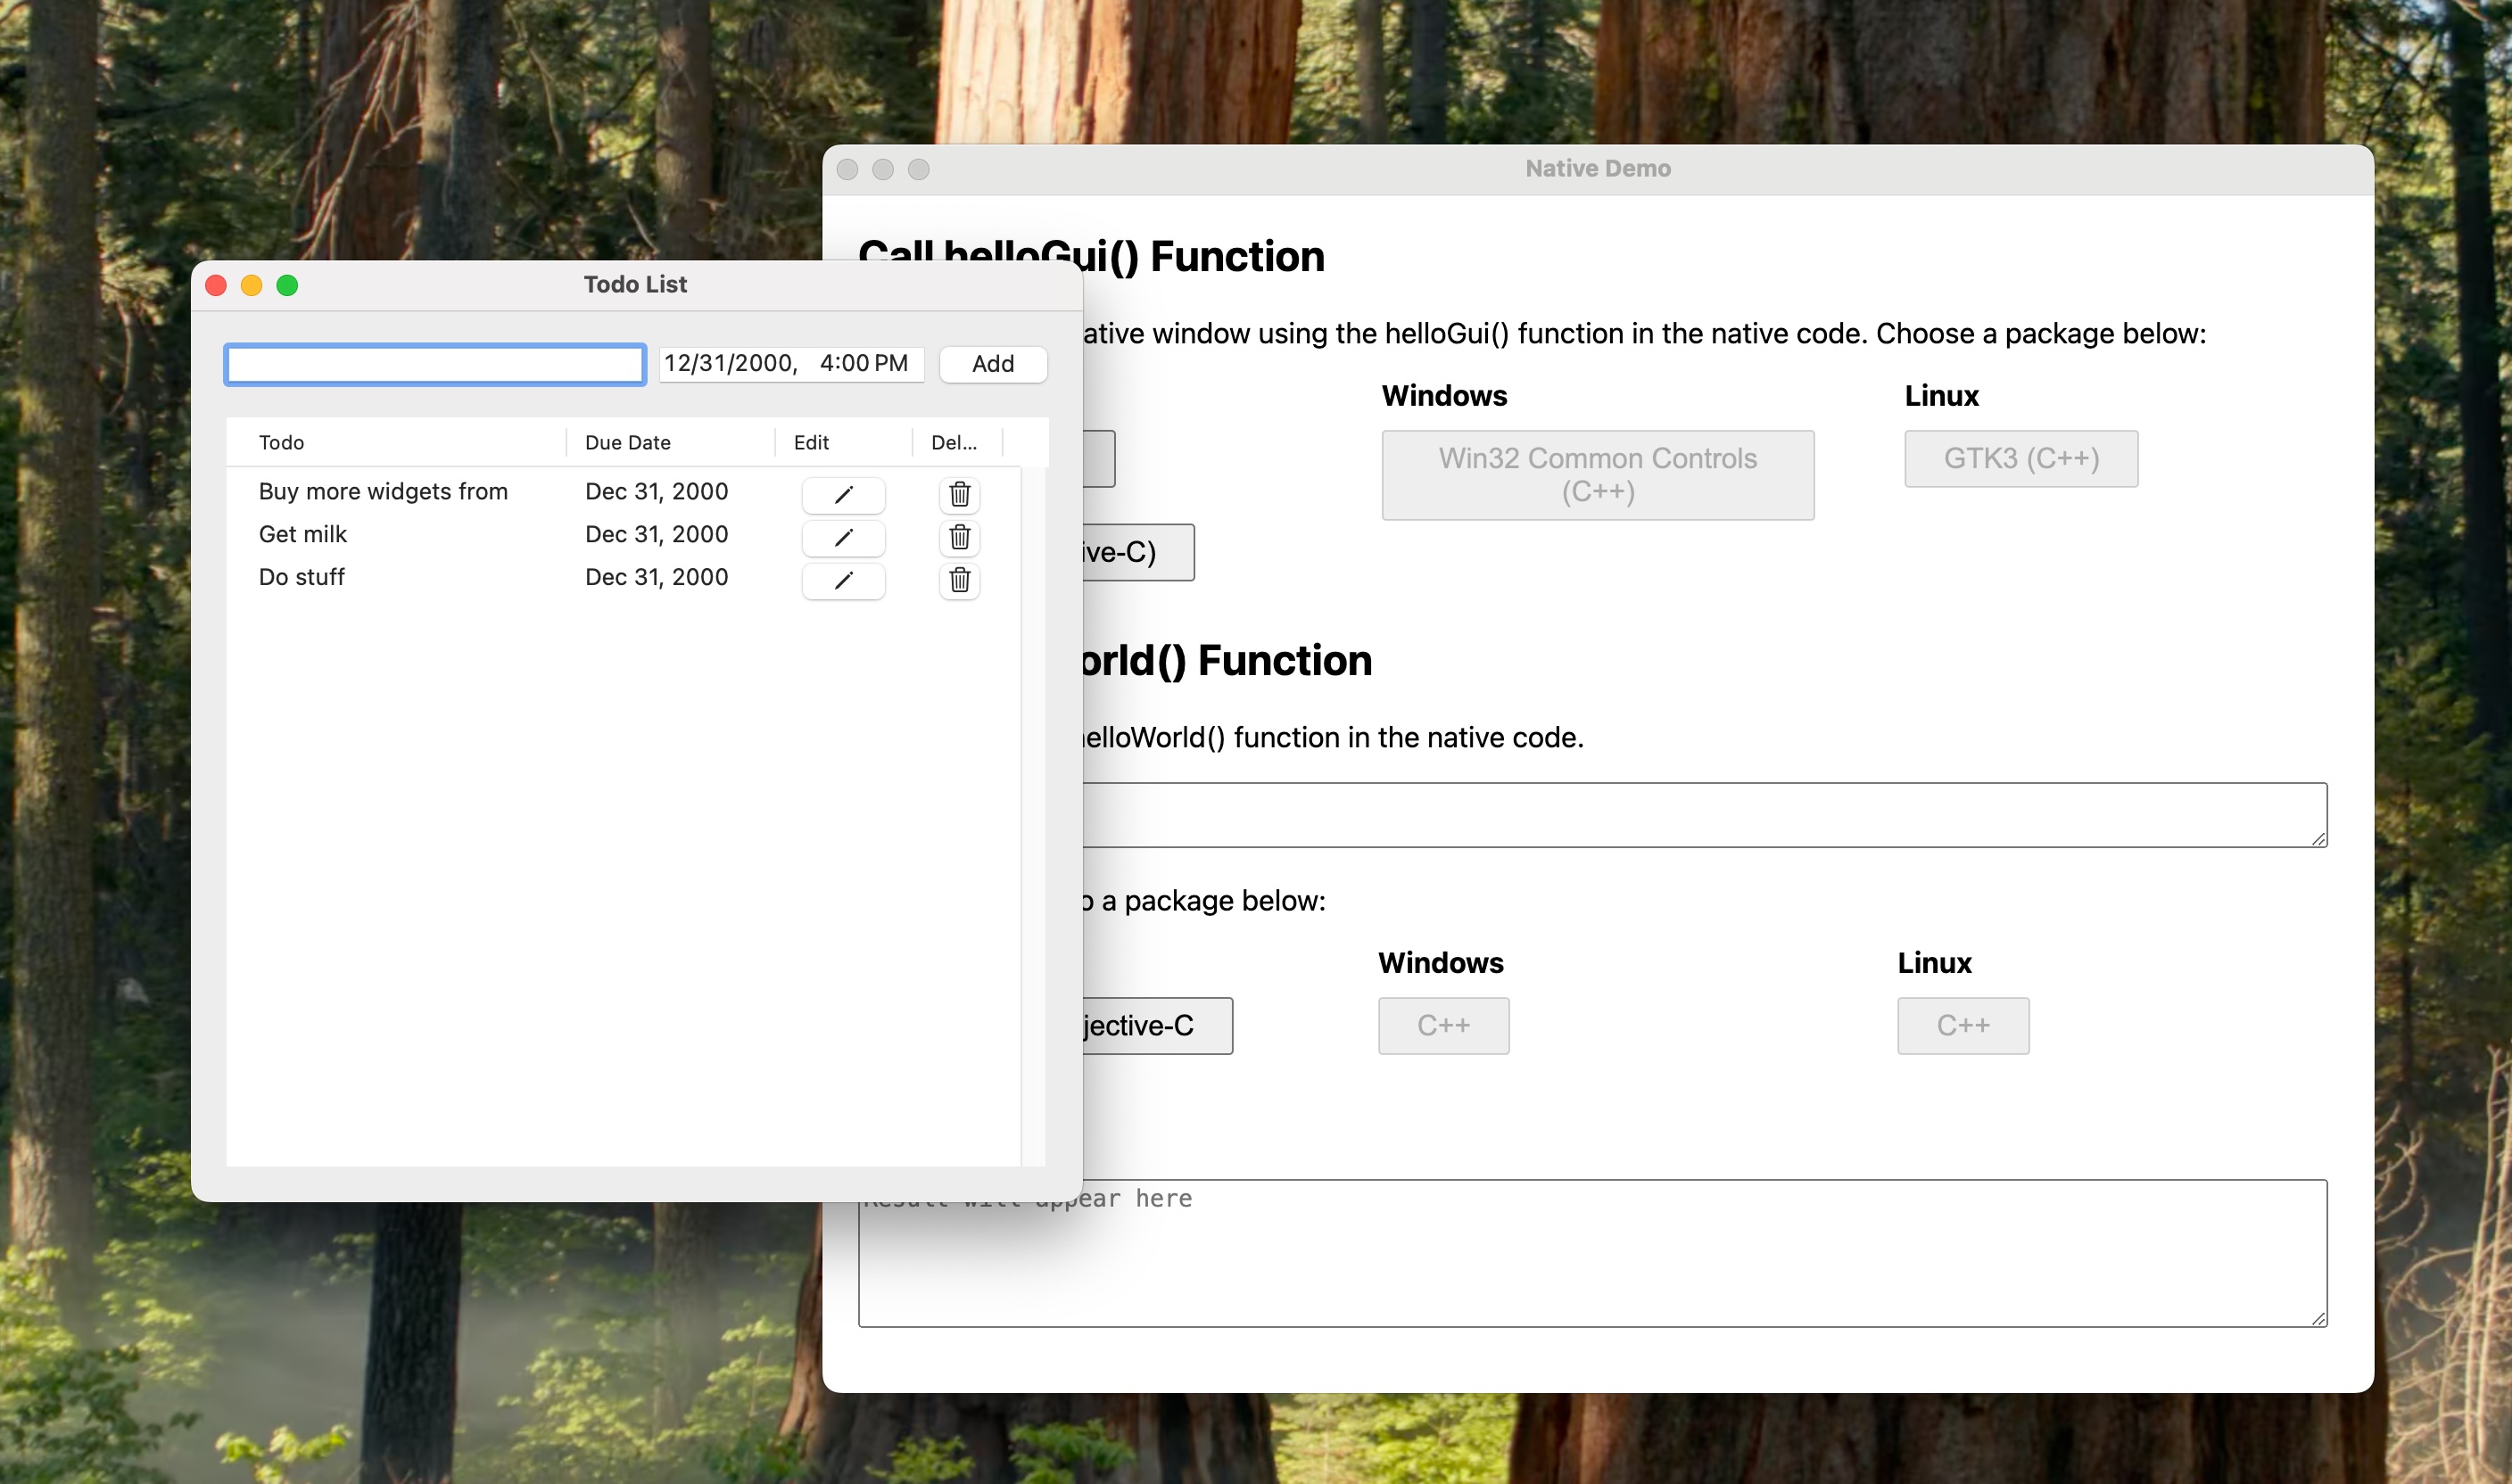 Native Demo
Call helloGui() Function
Todo List
ative window using the helloGui() function in the native code. Choose a package below:
12/31/2000, 4:00 PM
Add
Windows
Linux
Todo
Due Date
Edit
Del...
Win32 Common Controls
(C++)
GTK3 (C++)
Buy more widgets from
Dec 31, 2000
Get milk
Dec 31, 2000
ive-C)
Do stuff
Dec 31, 2000
orld() Function
elloWorld() function in the native code.
o a package below:
Windows
Linux
jective-C
C++
C++
Result will appear here